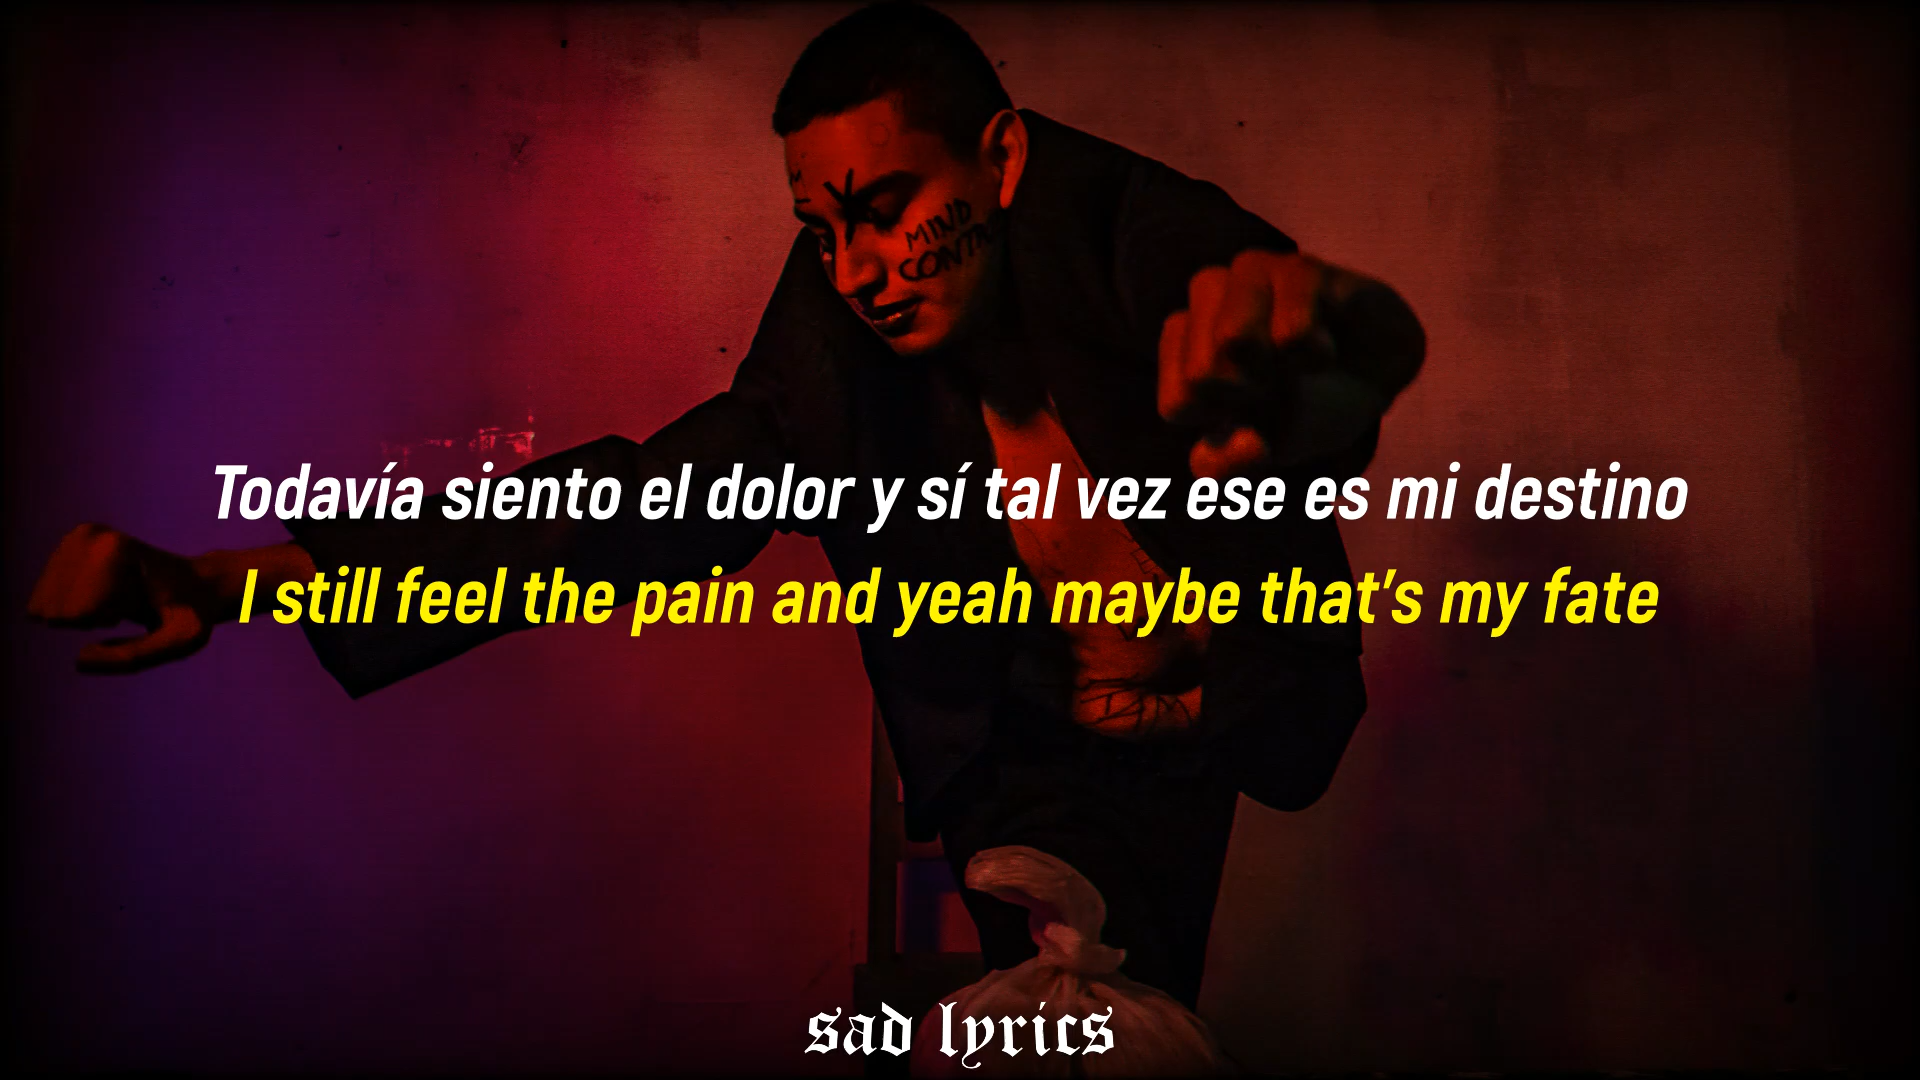 MIND
Todavía siento el dolor y sí tal vez ese es mi destino
I still feel the pain and yeah maybe that's my fate
sad lyrics